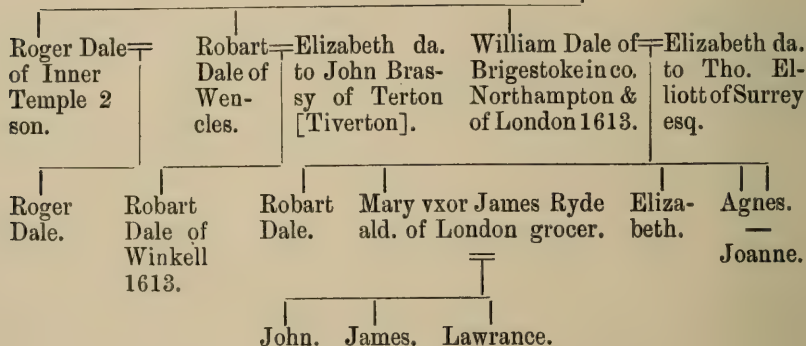 Roger Dale
of Inner
Temple 2
son.
Robart
Dale of
Wen-
cles.
Elizabeth da.
to John Bras-
sy of Terton
[Tiverton].
William Dale of
Brigestoke in co.
Northampton &
of London 1613.
Elizabeth da.
to Tho. El-
liott of Surrey
esq.
Roger
Dale.
Robart
Dale of
Winkell
1613.
Robart
Dale.
Mary vxor James Ryde
ald. of London grocer.
Eliza-
beth.
Agnes.
—
Joanne.
John. James. Lawrance.